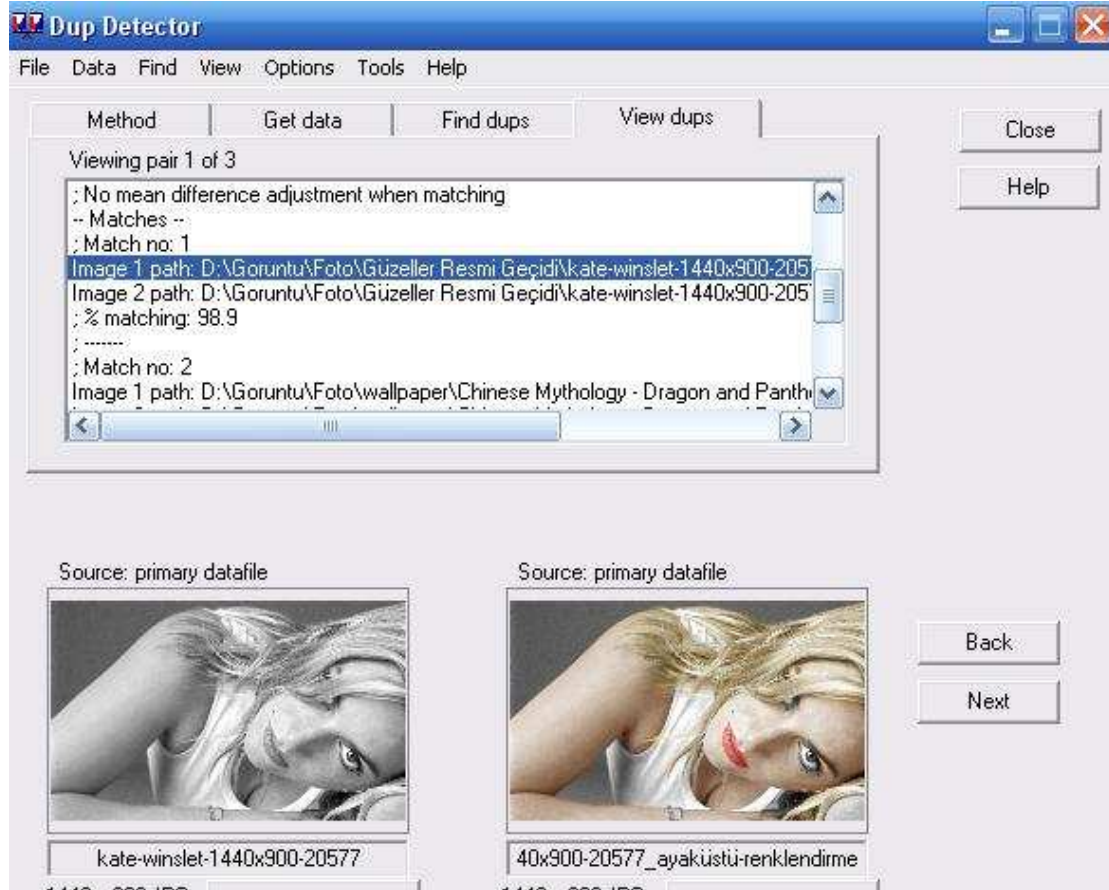 Dup Detector
File Data Find View Options Tools Help
Method Get data Find dups View dups
Close
Viewing pair 1 of 3
Help
; No mean difference adjustment when matching
-- Matches --
; Match no: 1
Image 1 path: D:\Goruntu\Foto\Güzeller Resmi Geçidi\kate-winslet-1440x900-205
Image 2 path: D:\Goruntu\Foto\Güzeller Resmi Geçidi\kate-winslet-1440x900-205
; % matching: 98.9
; -------
; Match no: 2
Image 1 path: D:\Goruntu\Foto\wallpaper\Chinese Mythology - Dragon and Panth
Source: primary datafile Source: primary datafile
Back
Next
kate-winslet-1440x900-20577 40x900-20577_ayaküstü-renklendirme